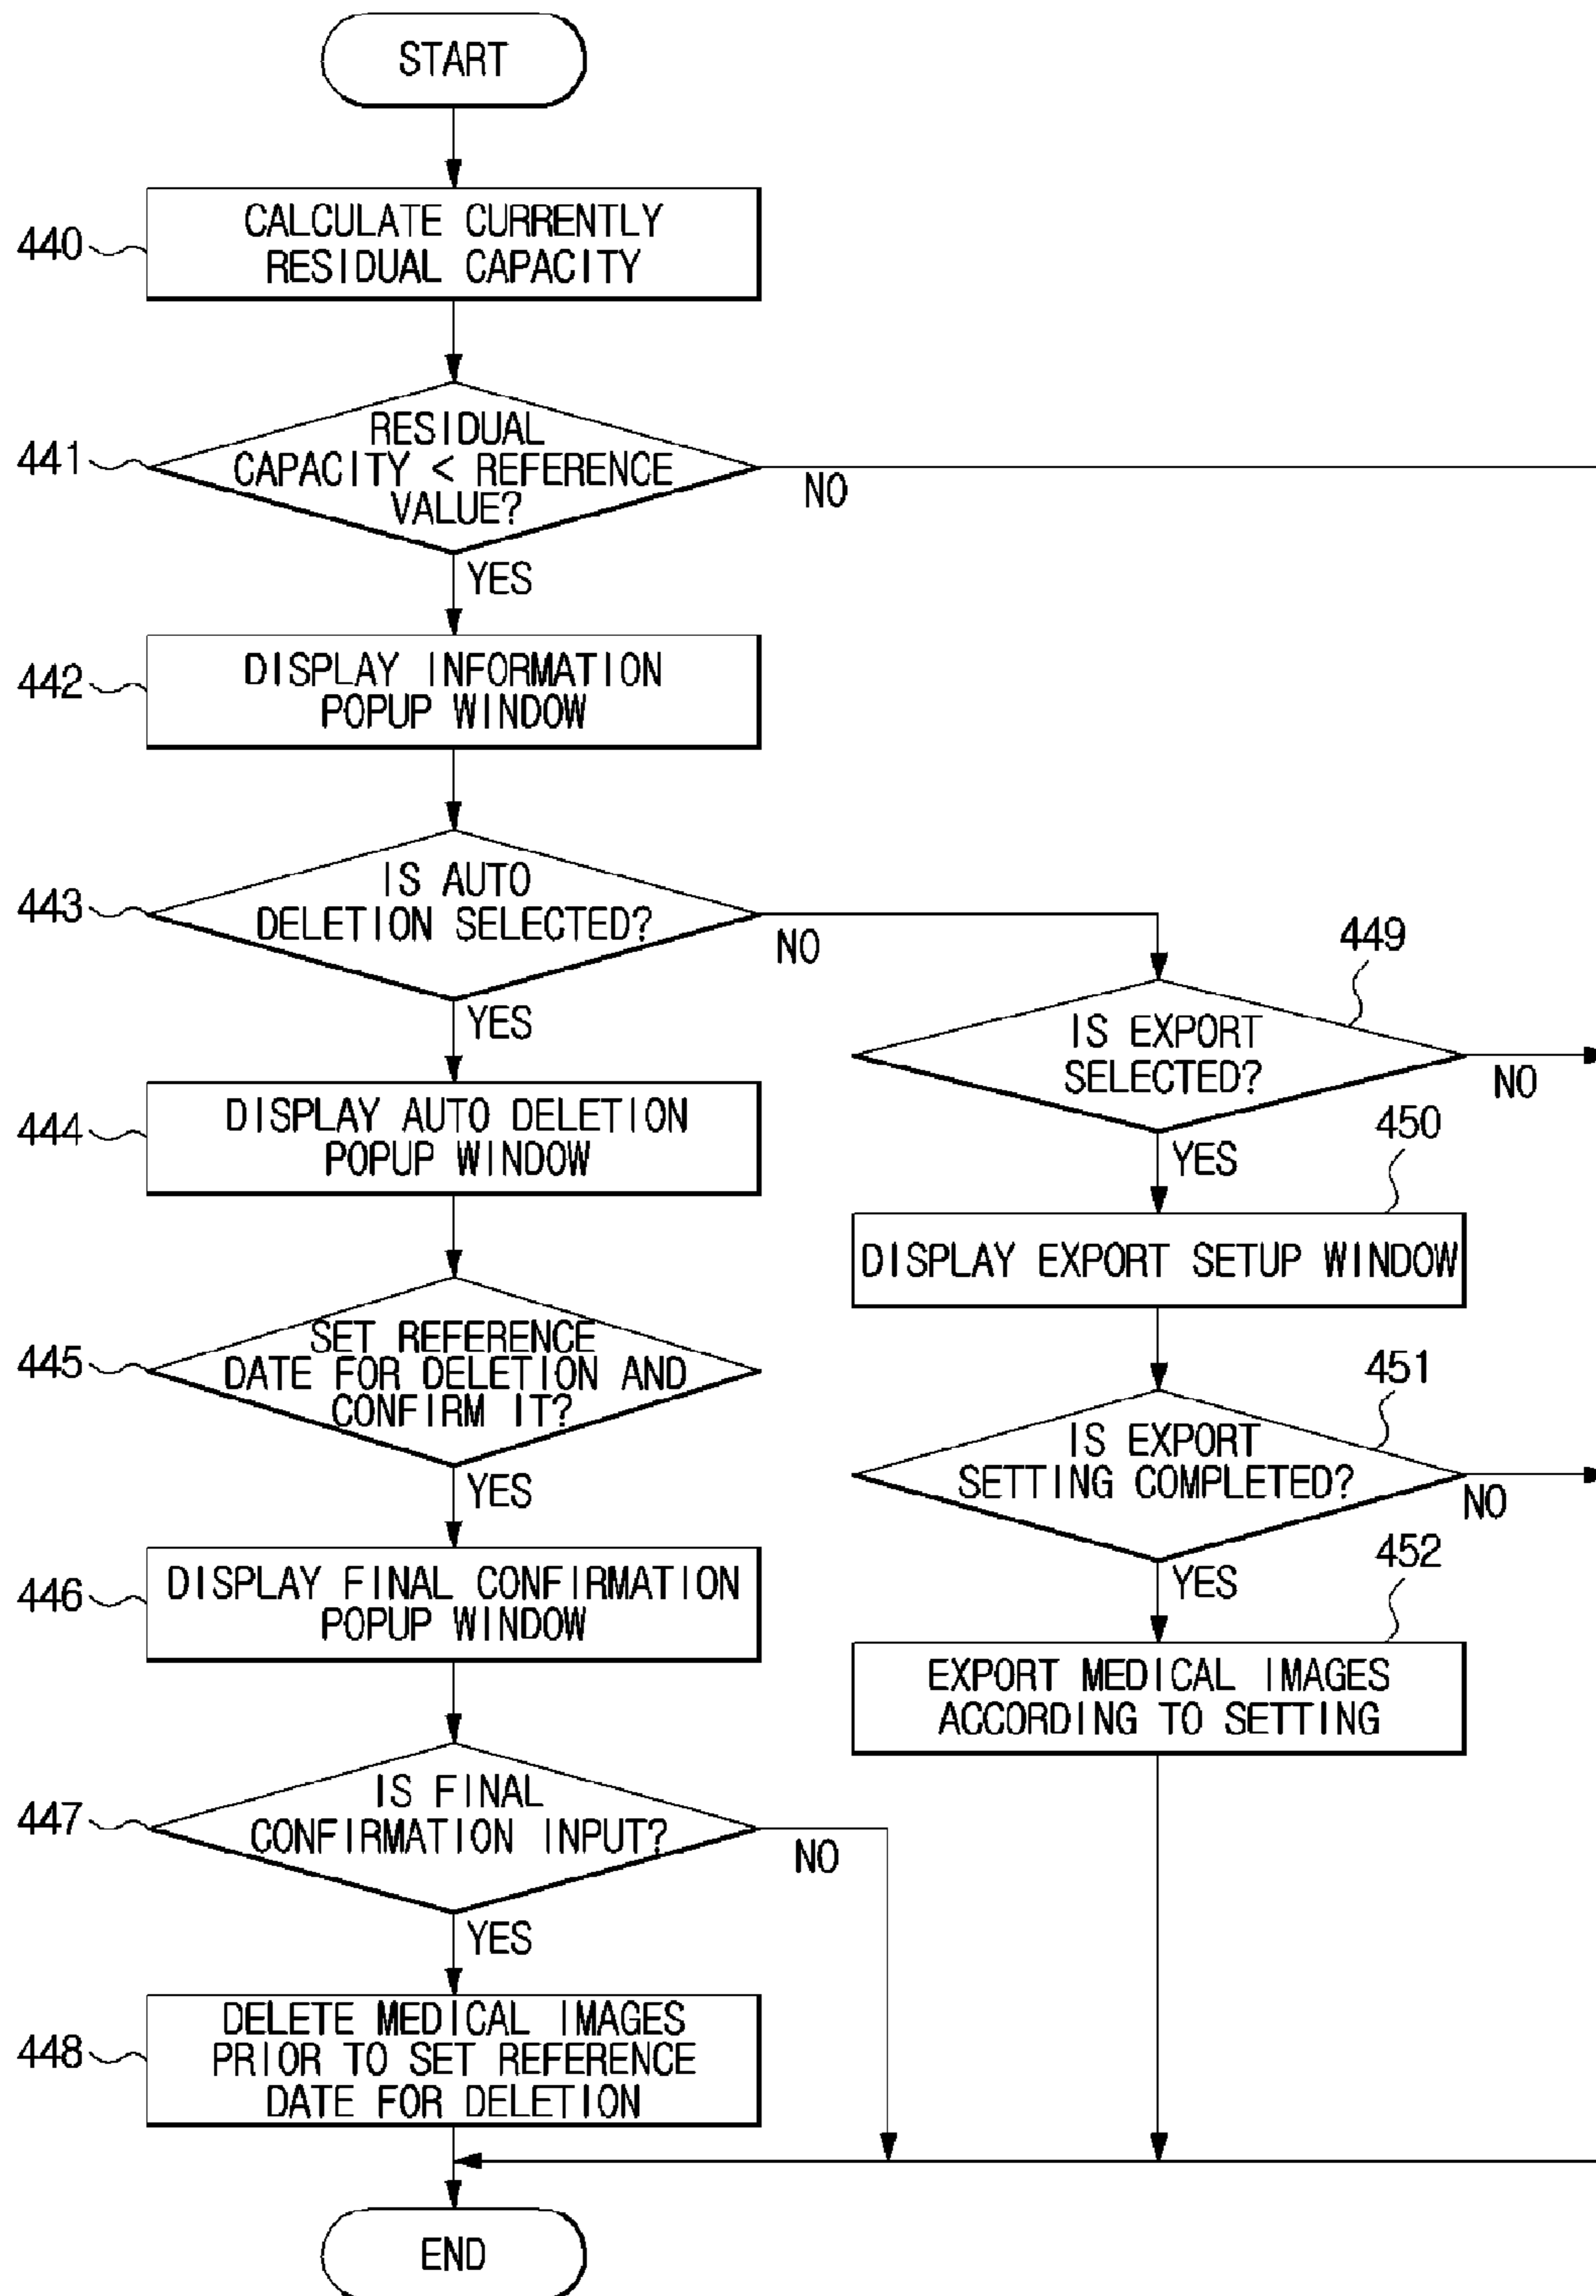 START
440
CALCULATE CURRENTLY
RESIDUAL CAPACITY
441
RESIDUAL
CAPACITY < REFERENCE
VALUE?
NO
YES
442
DISPLAY INFORMATION
POPUP WINDOW
443
IS AUTO
DELETION SELECTED?
NO
YES
444
DISPLAY AUTO DELETION
POPUP WINDOW
445
SET REFERENCE
DATE FOR DELETION AND
CONFIRM IT?
YES
446
DISPLAY FINAL CONFIRMATION
POPUP WINDOW
447
IS FINAL
CONFIRMATION INPUT?
NO
YES
448
DELETE MEDICAL IMAGES
PRIOR TO SET REFERENCE
DATE FOR DELETION
449
IS EXPORT
SELECTED?
NO
YES
450
DISPLAY EXPORT SETUP WINDOW
451
IS EXPORT
SETTING COMPLETED?
NO
YES
452
EXPORT MEDICAL IMAGES
ACCORDING TO SETTING
END